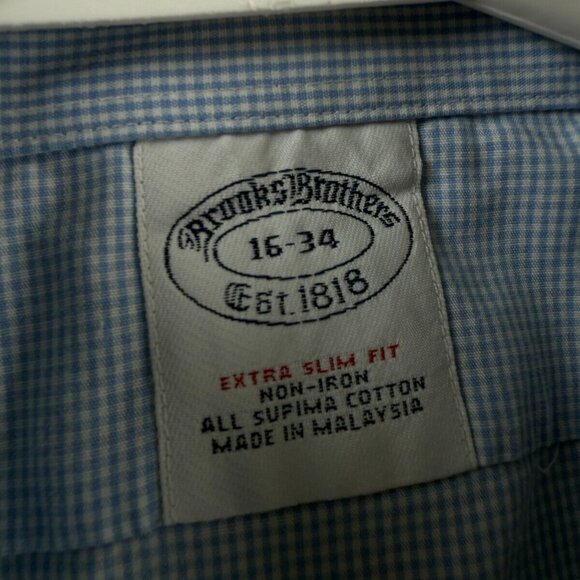 Brooks Brothers
16-34
Est. 1818
EXTRA SLIM FIT
NON-IRON
ALL SUPIMA COTTON
MADE IN MALAYSIA